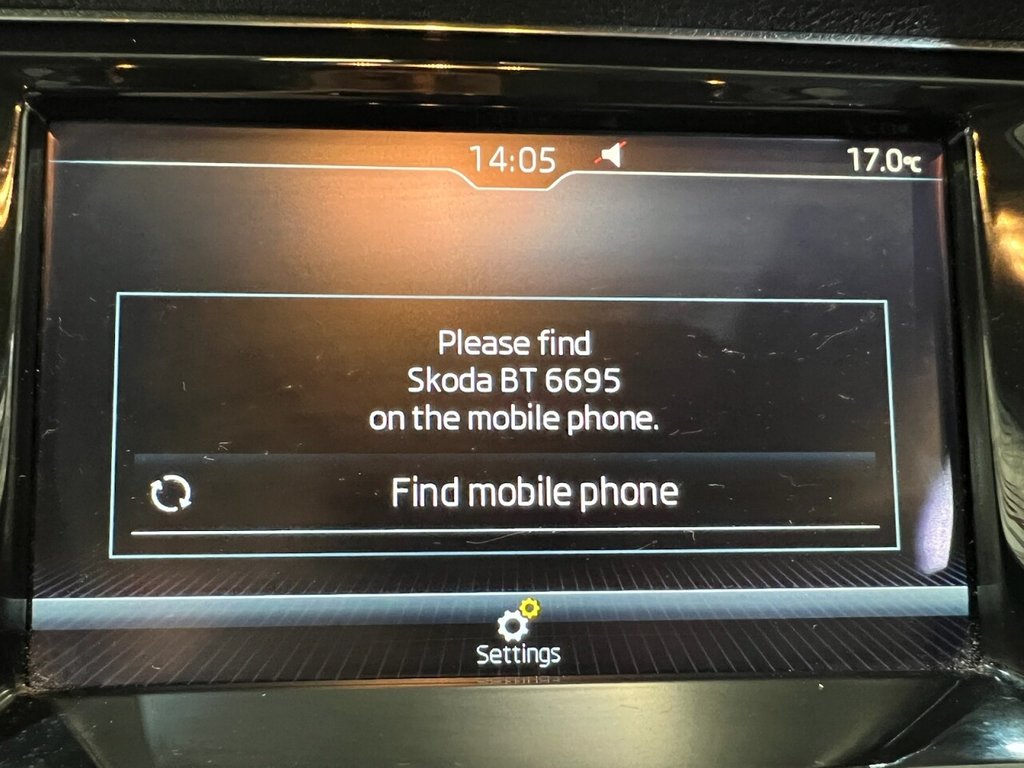 14:05 17.0°C
Please find
Skoda BT 6695
on the mobile phone.
Find mobile phone
Settings